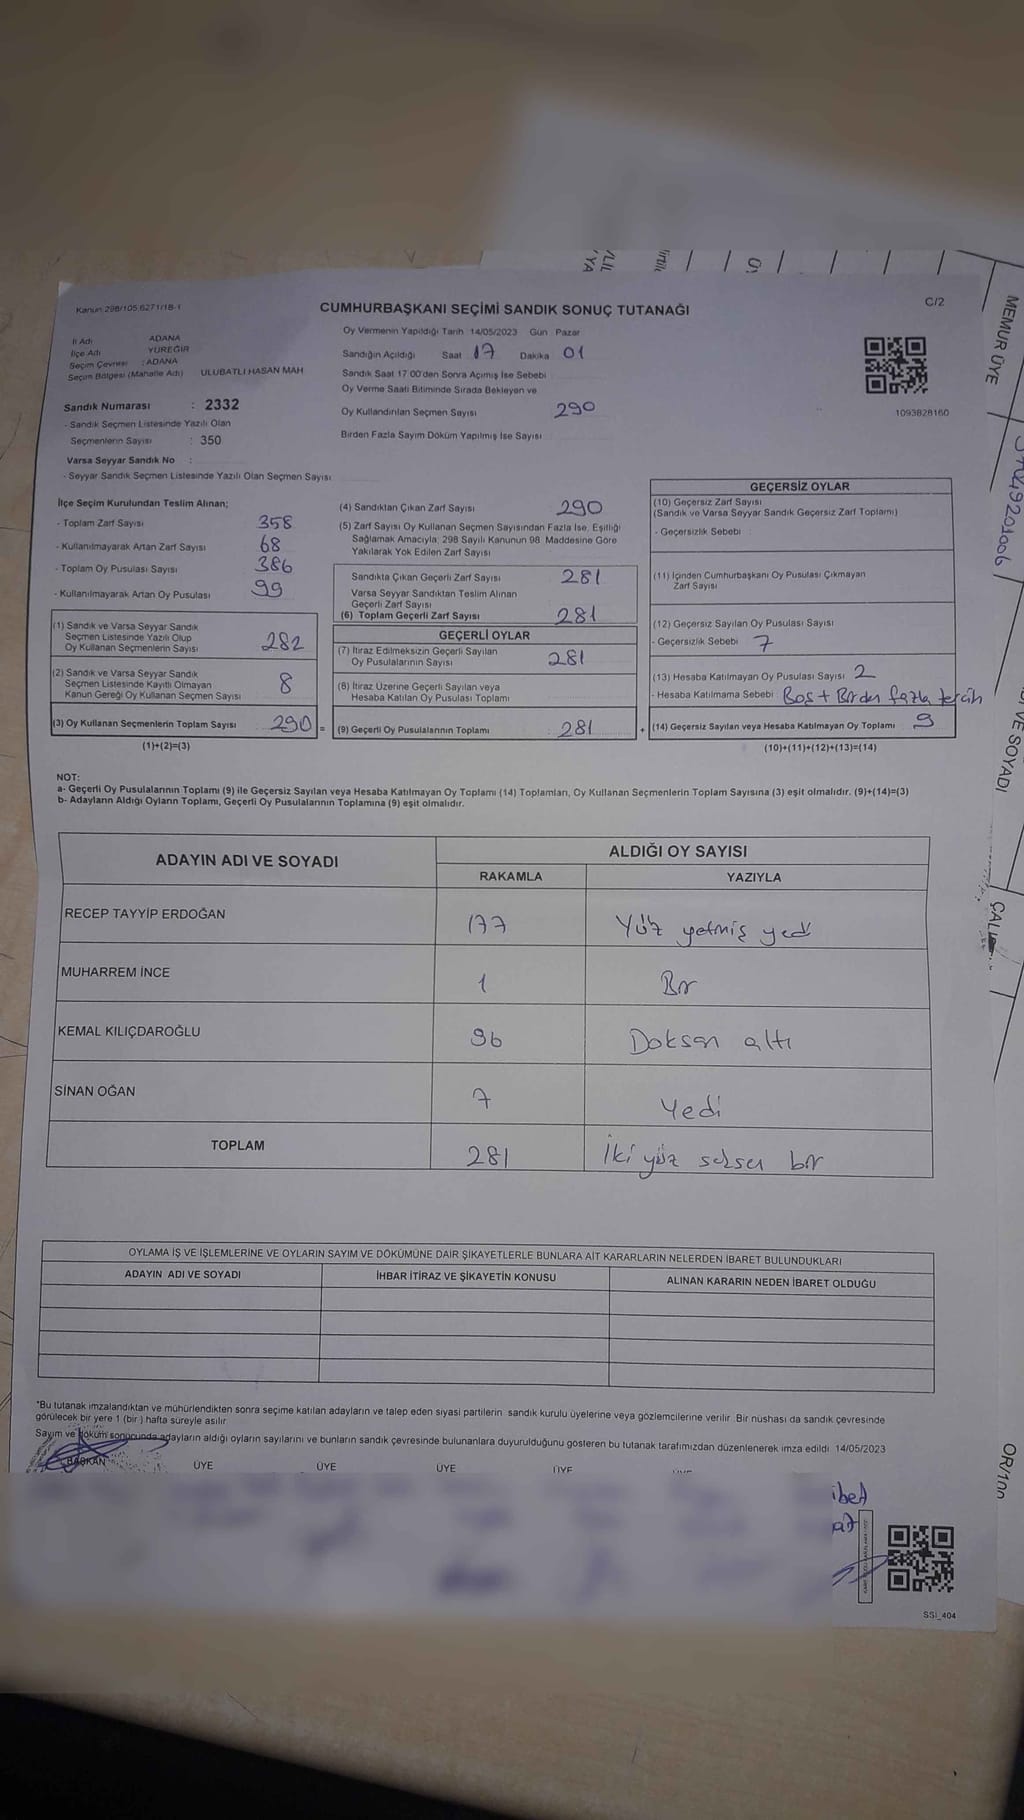 Kanun 298/105 6271/18-1
CUMHURBAŞKANI SEÇİMİ SANDIK SONUÇ TUTANAĞI
C/2
İl Adı ADANA
İlçe Adı YÜREĞİR
Seçim Çevresi : ADANA
Seçim Bölgesi (Mahalle Adı) ULUBATLI HASAN MAH
Sandık Numarası : 2332
- Sandık Seçmen Listesinde Yazılı Olan
Seçmenlerin Sayısı : 350
Varsa Seyyar Sandık No :
- Seyyar Sandık Seçmen Listesinde Yazılı Olan Seçmen Sayısı
Oy Vermenin Yapıldığı Tarih 14/05/2023 Gün Pazar
Sandığın Açıldığı Saat 17 Dakika 01
Sandık Saat 17 00'den Sonra Açımış İse Sebebi
Oy Verme Saati Bitiminde Sırada Bekleyen ve
Oy Kullandırılan Seçmen Sayısı 290
Birden Fazla Sayım Döküm Yapılmış İse Sayısı
1093828160
İlçe Seçim Kurulundan Teslim Alınan;
- Toplam Zarf Sayısı 358
- Kullanılmayarak Artan Zarf Sayısı 68
- Toplam Oy Pusulası Sayısı 386
- Kullanılmayarak Artan Oy Pusulası 99
(1) Sandık ve Varsa Seyyar Sandık
Seçmen Listesinde Yazılı Olup
Oy Kullanan Seçmenlerin Sayısı 282
(2) Sandık ve Varsa Seyyar Sandık
Seçmen Listesinde Kayıtlı Olmayan
Kanun Gereği Oy Kullanan Seçmen Sayısı 8
(3) Oy Kullanan Seçmenlerin Toplam Sayısı 290 =
(1)+(2)=(3)
(4) Sandıktan Çıkan Zarf Sayısı 290
(5) Zarf Sayısı Oy Kullanan Seçmen Sayısından Fazla İse, Eşitliği
Sağlamak Amacıyla, 298 Sayılı Kanunun 98. Maddesine Göre
Yakılarak Yok Edilen Zarf Sayısı
Sandıkta Çıkan Geçerli Zarf Sayısı 281
Varsa Seyyar Sandıktan Teslim Alınan
Geçerli Zarf Sayısı
(6) Toplam Geçerli Zarf Sayısı 281
GEÇERLİ OYLAR
(7) İtiraz Edilmeksizin Geçerli Sayılan
Oy Pusulalarının Sayısı 281
(8) İtiraz Üzerine Geçerli Sayılan veya
Hesaba Katılan Oy Pusulası Toplamı
(9) Geçerli Oy Pusulalarının Toplamı 281 +
GEÇERSİZ OYLAR
(10) Geçersiz Zarf Sayısı
(Sandık ve Varsa Seyyar Sandık Geçersiz Zarf Toplamı)
- Geçersizlik Sebebi
(11) İçinden Cumhurbaşkanı Oy Pusulası Çıkmayan
Zarf Sayısı
(12) Geçersiz Sayılan Oy Pusulası Sayısı
- Geçersizlik Sebebi 7
(13) Hesaba Katılmayan Oy Pusulası Sayısı 2
- Hesaba Katılmama Sebebi Boş + Birden fazla tercih
(14) Geçersiz Sayılan veya Hesaba Katılmayan Oy Toplamı 9
(10)+(11)+(12)+(13)=(14)
NOT:
a- Geçerli Oy Pusulalarının Toplamı (9) ile Geçersiz Sayılan veya Hesaba Katılmayan Oy Toplamı (14) Toplamları, Oy Kullanan Seçmenlerin Toplam Sayısına (3) eşit olmalıdır. (9)+(14)=(3)
b- Adayların Aldığı Oyların Toplamı, Geçerli Oy Pusulalarının Toplamına (9) eşit olmalıdır.
ADAYIN ADI VE SOYADI ALDIĞI OY SAYISI
RAKAMLA YAZIYLA
RECEP TAYYİP ERDOĞAN 177 Yüz yetmiş yedi
MUHARREM İNCE 1 Bir
KEMAL KILIÇDAROĞLU 96 Doksan altı
SİNAN OĞAN 7 Yedi
TOPLAM 281 İki yüz seksen bir
OYLAMA İŞ VE İŞLEMLERİNE VE OYLARIN SAYIM VE DÖKÜMÜNE DAİR ŞİKAYETLERLE BUNLARA AİT KARARLARIN NELERDEN İBARET BULUNDUKLARI
ADAYIN ADI VE SOYADI İHBAR İTİRAZ VE ŞİKAYETİN KONUSU ALINAN KARARIN NEDEN İBARET OLDUĞU
*Bu tutanak imzalandıktan ve mühürlendikten sonra seçime katılan adayların ve talep eden siyasi partilerin sandık kurulu üyelerine veya gözlemcilerine verilir. Bir nüshası da sandık çevresinde
görülecek bir yere 1 (bir) hafta süreyle asılır
Sayım ve döküm sonucunda adayların aldığı oyların sayılarını ve bunların sandık çevresinde bulunanlara duyurulduğunu gösteren bu tutanak tarafımızdan düzenlenerek imza edildi. 14/05/2023
BAŞKAN ÜYE ÜYE ÜYE ÜYE
SSI_404
MEMUR ÜYE
VE SOYADI